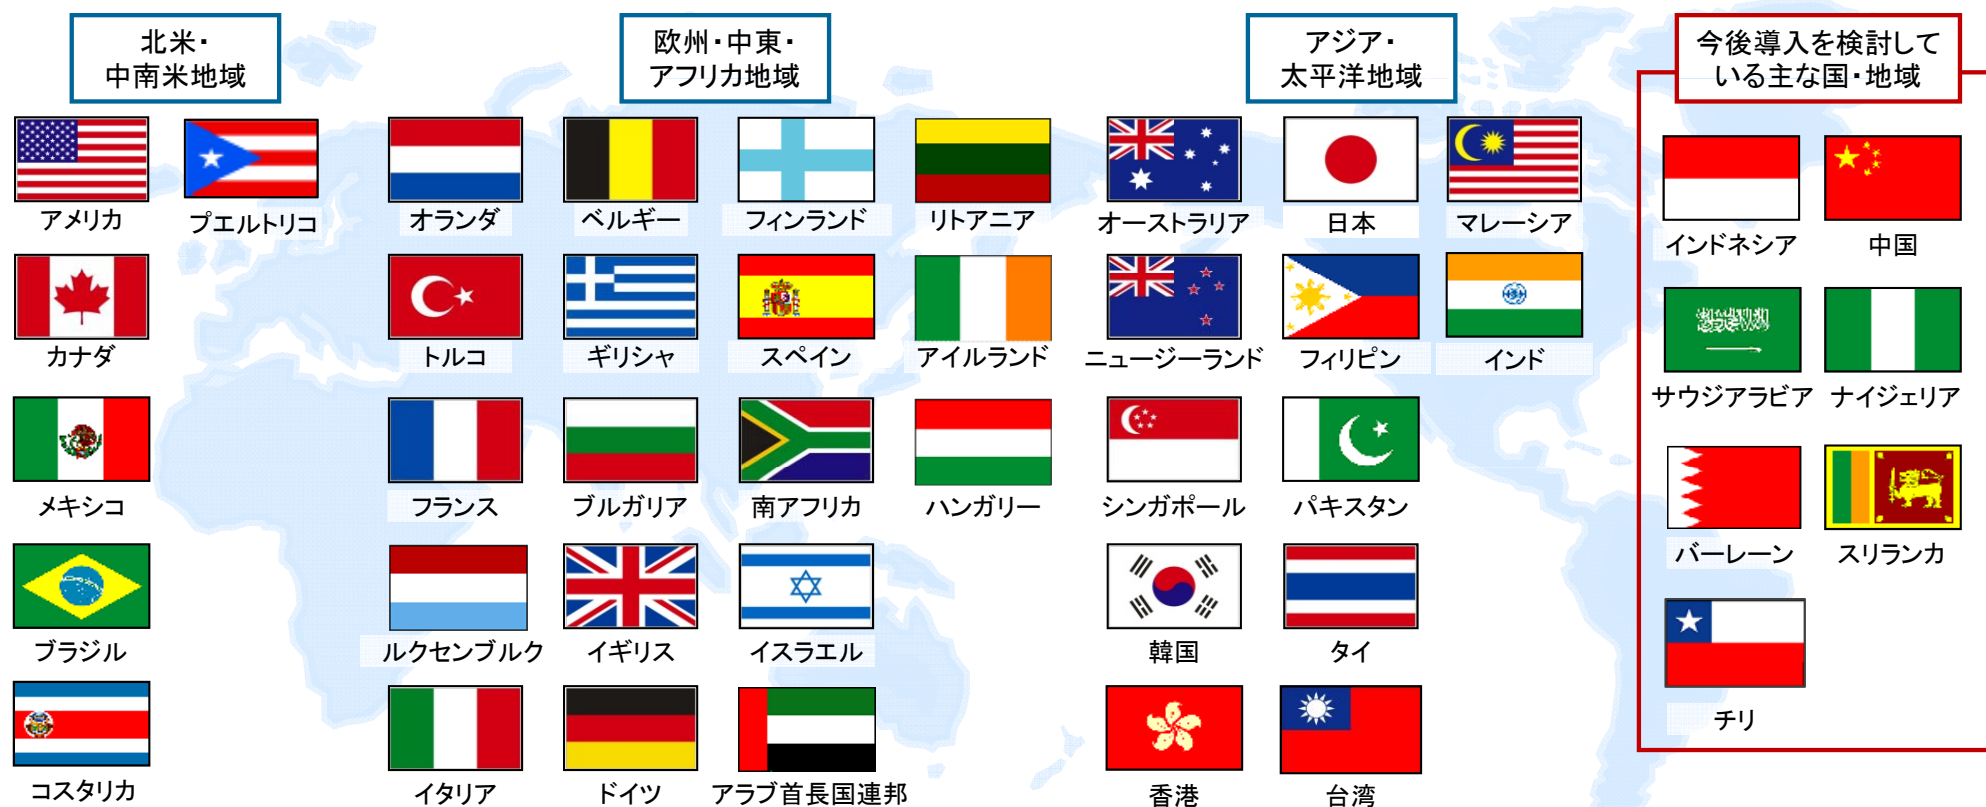 北米・
中南米地域
欧州・中東・
アフリカ地域
アジア・
太平洋地域
今後導入を検討して
いる主な国・地域
アメリカ
プエルトリコ
カナダ
メキシコ
ブラジル
コスタリカ
オランダ
ベルギー
フィンランド
リトアニア
トルコ
ギリシャ
スペイン
アイルランド
フランス
ブルガリア
南アフリカ
ハンガリー
ルクセンブルク
イギリス
イスラエル
イタリア
ドイツ
アラブ首長国連邦
オーストラリア
日本
マレーシア
ニュージーランド
フィリピン
インド
シンガポール
パキスタン
韓国
タイ
香港
台湾
インドネシア
中国
サウジアラビア
ナイジェリア
バーレーン
スリランカ
チリ